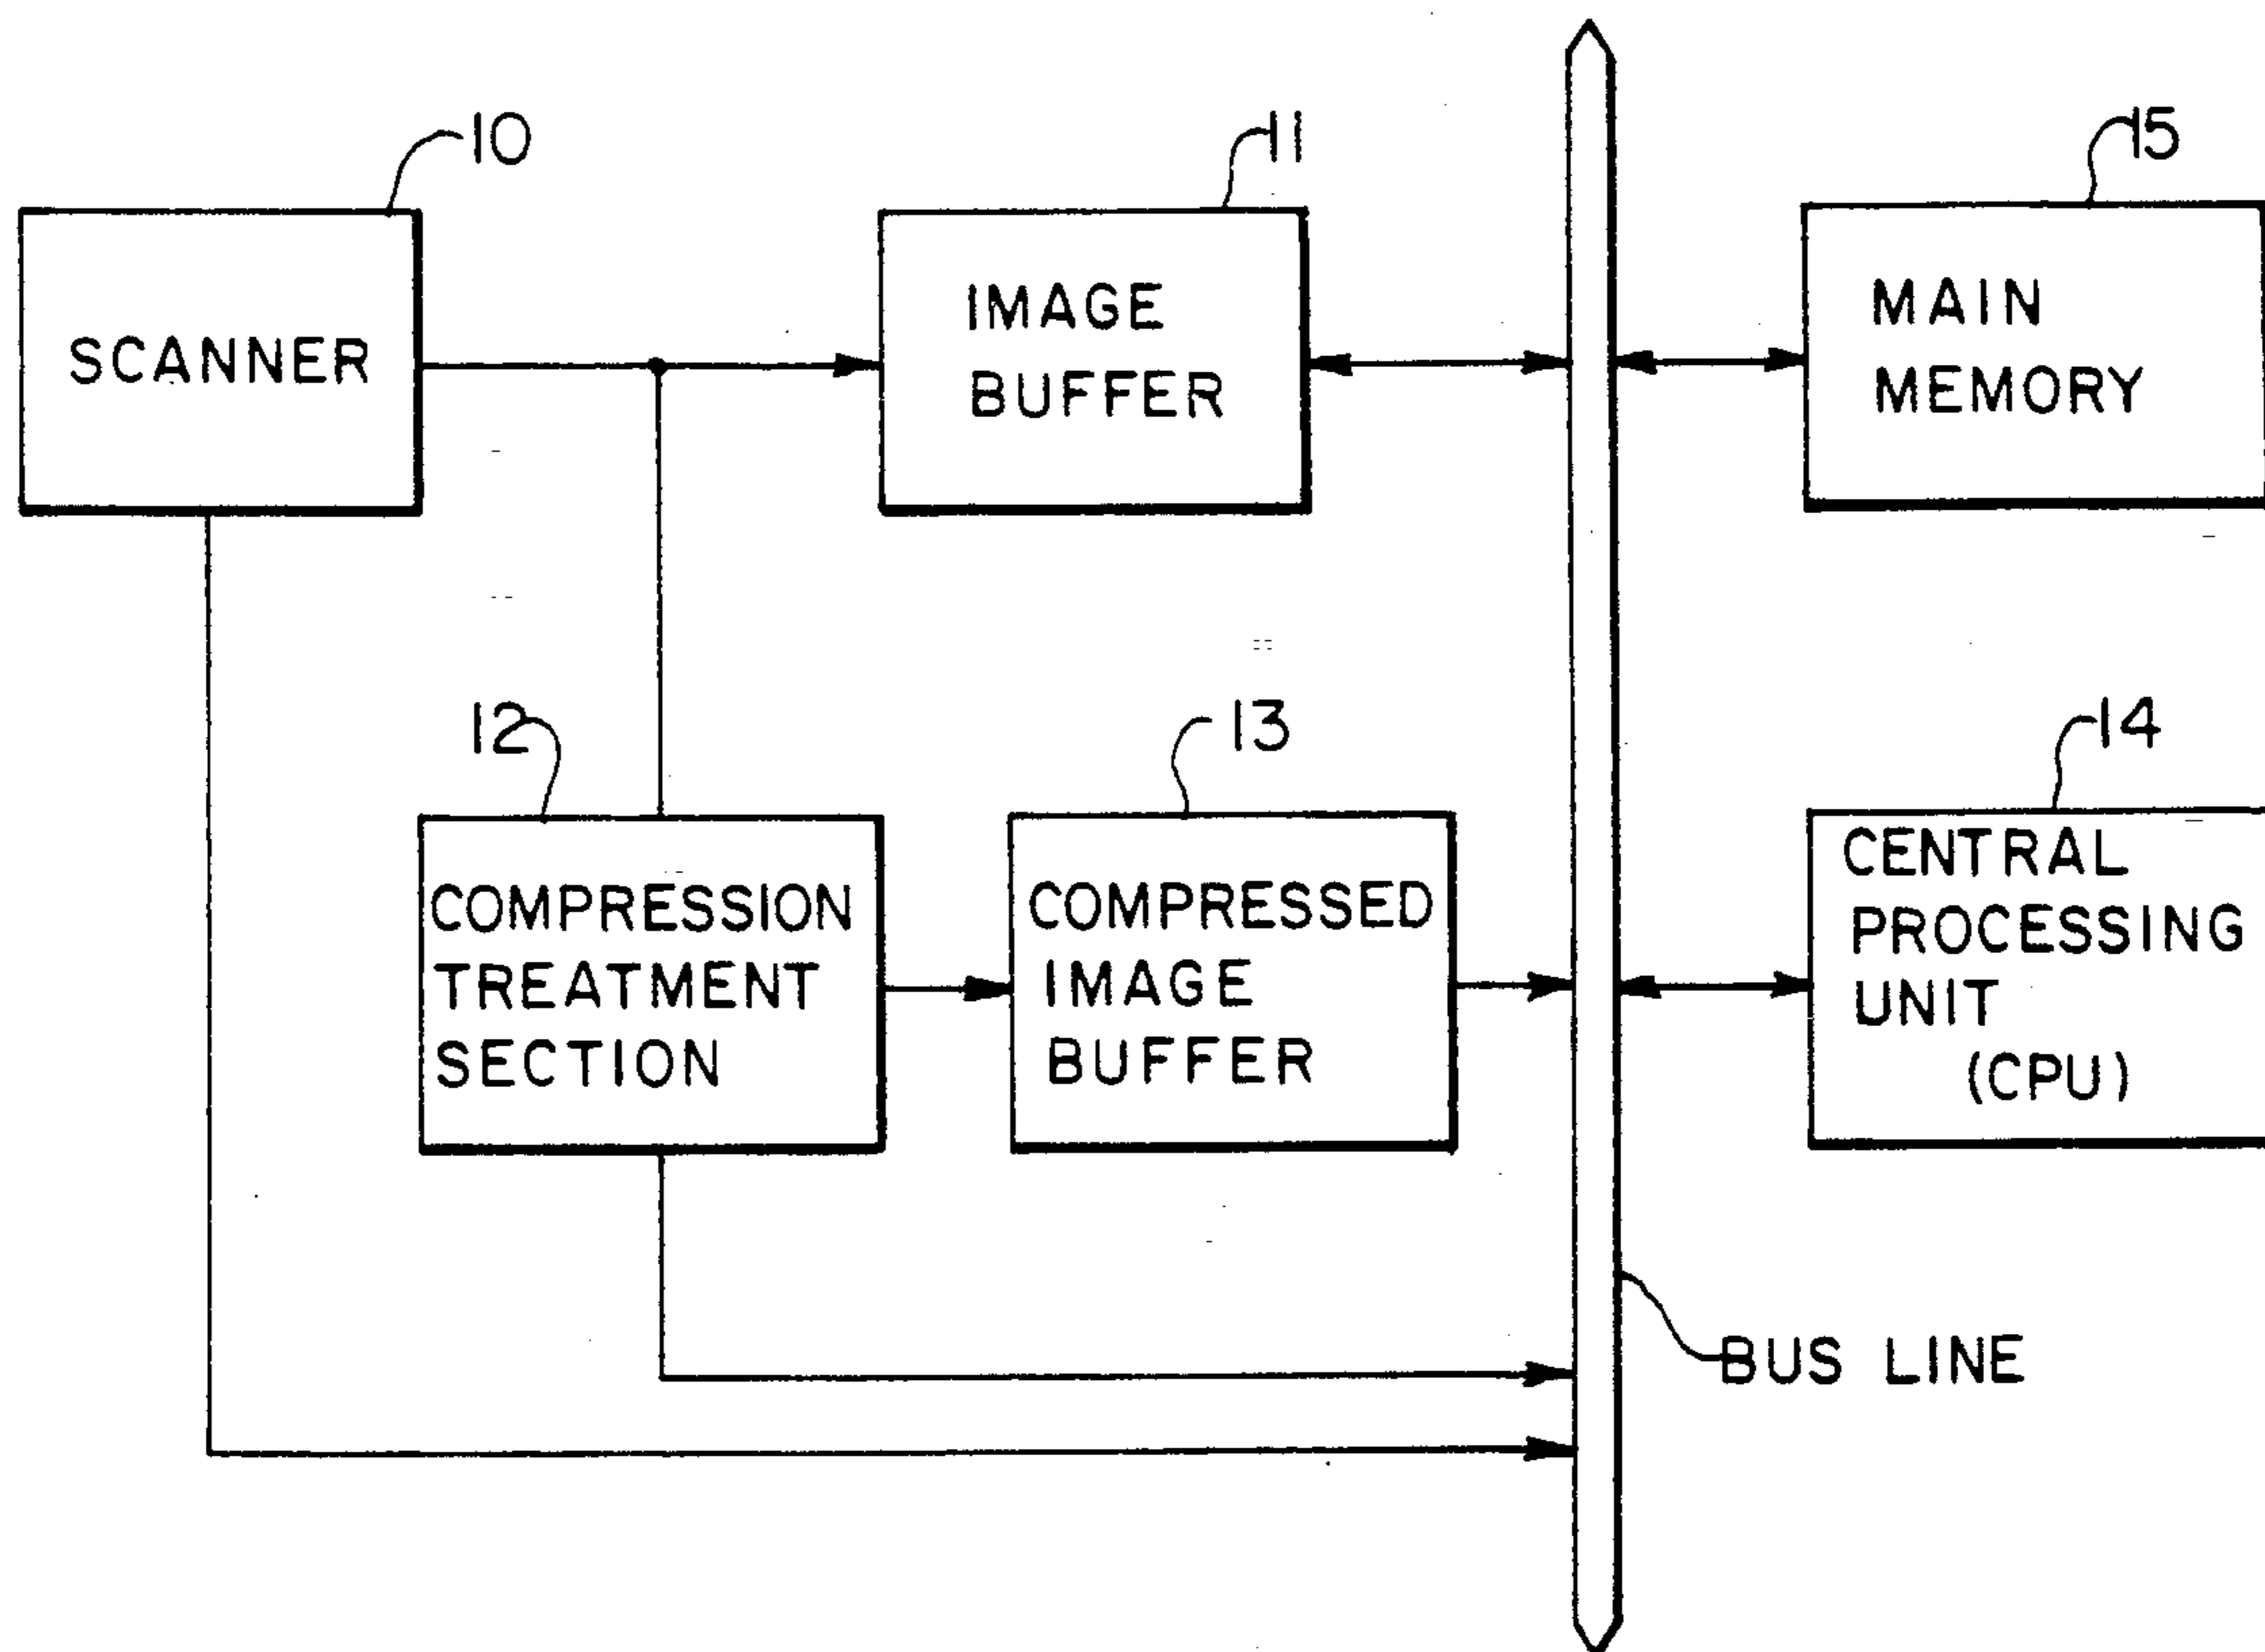 10
11
15
SCANNER
IMAGE
BUFFER
MAIN
MEMORY
12
13
14
COMPRESSION
TREATMENT
SECTION
COMPRESSED
IMAGE
BUFFER
CENTRAL
PROCESSING
UNIT
(CPU)
BUS LINE